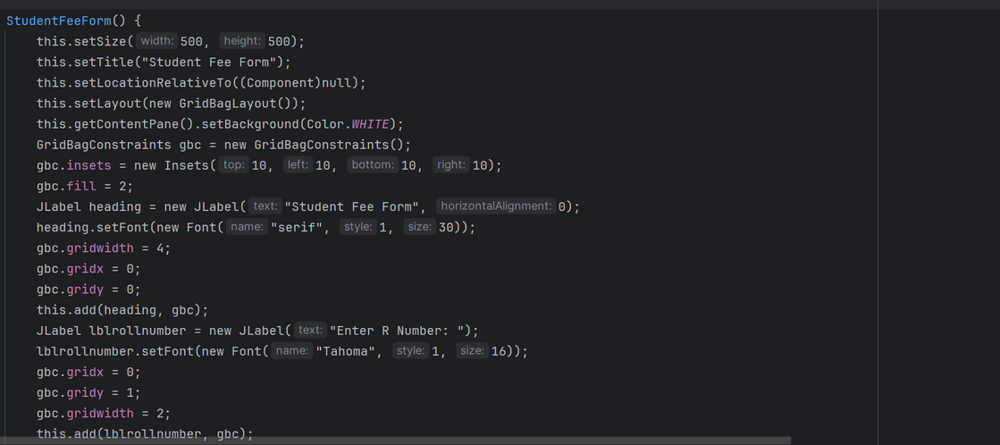 StudentFeeForm() {
this.setSize( width: 500, height: 500);
this.setTitle("Student Fee Form");
this.setLocationRelativeTo((Component)null);
this.setLayout(new GridBagLayout());
this.getContentPane().setBackground(Color.WHITE);
GridBagConstraints gbc = new GridBagConstraints();
gbc.insets = new Insets( top: 10, left: 10, bottom: 10, right: 10);
gbc.fill = 2;
JLabel heading = new JLabel( text: "Student Fee Form", horizontalAlignment: 0);
heading.setFont(new Font( name: "serif", style: 1, size: 30));
gbc.gridwidth = 4;
gbc.gridx = 0;
gbc.gridy = 0;
this.add(heading, gbc);
JLabel lblrollnumber = new JLabel( text: "Enter R Number: ");
lblrollnumber.setFont(new Font( name: "Tahoma", style: 1, size: 16));
gbc.gridx = 0;
gbc.gridy = 1;
gbc.gridwidth = 2;
this.add(lblrollnumber, gbc);